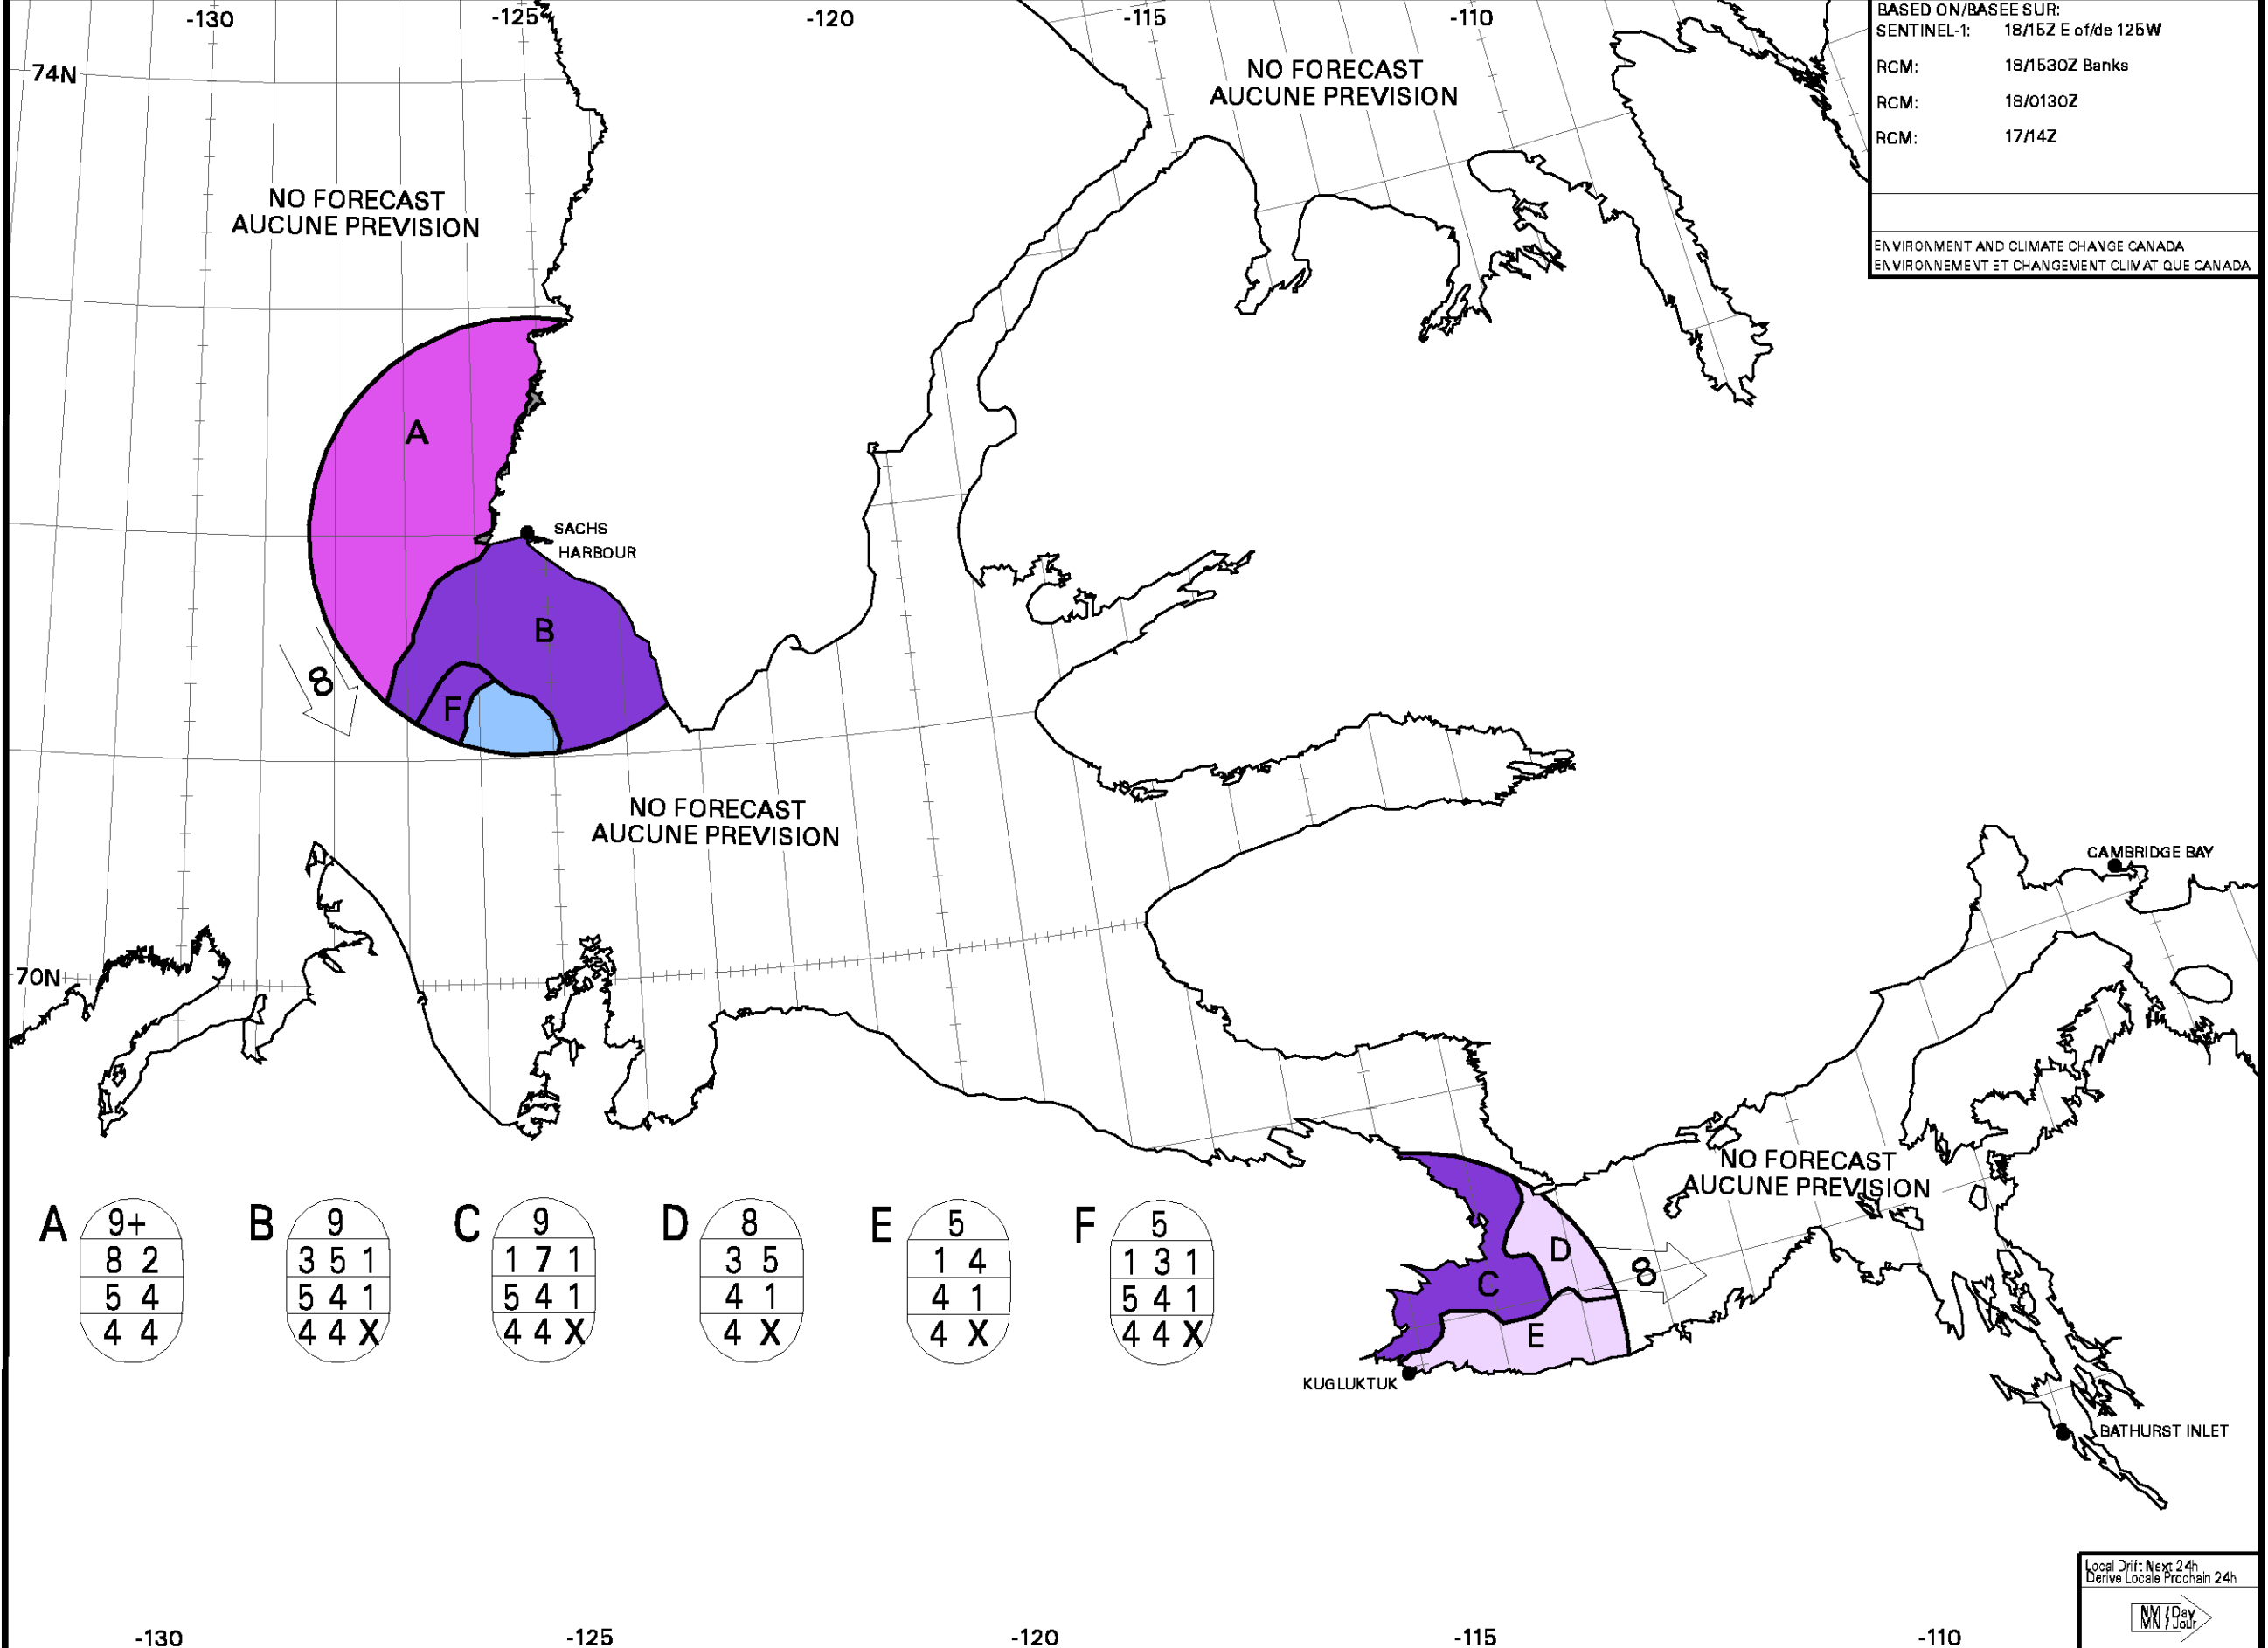 -130 -125 -120 -115 -110
BASED ON/BASEE SUR:
SENTINEL-1: 18/15Z E of/de 125W
RCM: 18/1530Z Banks
RCM: 18/0130Z
RCM: 17/14Z
ENVIRONMENT AND CLIMATE CHANGE CANADA
ENVIRONNEMENT ET CHANGEMENT CLIMATIQUE CANADA
74N
NO FORECAST
AUCUNE PREVISION
NO FORECAST
AUCUNE PREVISION
A
SACHS
HARBOUR
B
8
F
NO FORECAST
AUCUNE PREVISION
CAMBRIDGE BAY
70N
NO FORECAST
AUCUNE PREVISION
D
8
C
E
KUGLUKTUK
BATHURST INLET
A 9+
8 2
5 4
4 4
B 9
3 5 1
5 4 1
4 4 X
C 9
1 7 1
5 4 1
4 4 X
D 8
3 5
4 1
4 X
E 5
1 4
4 1
4 X
F 5
1 3 1
5 4 1
4 4 X
Local Drift Next 24h
Derive Locale Prochain 24h
NM / Day
MN / Jour
-130 -125 -120 -115 -110